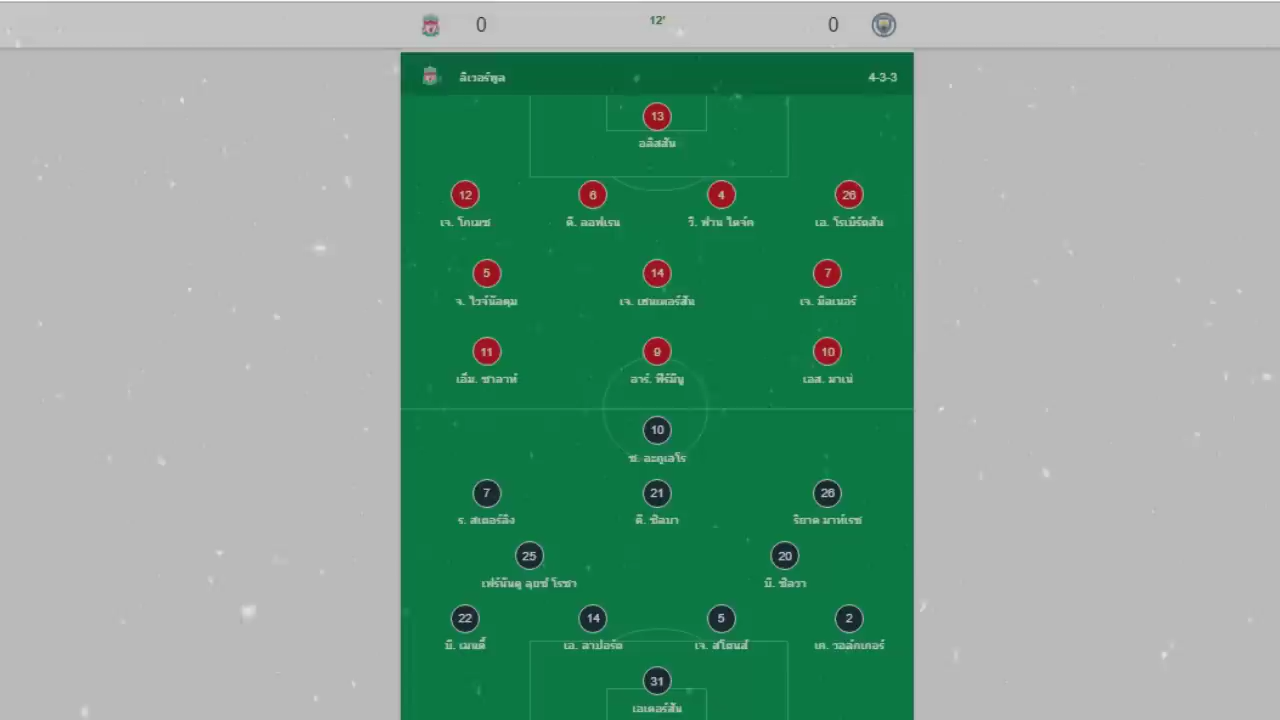 0 12' 0
ลิเวอร์พูล 4-3-3
13
อลิสสัน
12 6 4 26
เจ. โกเมซ ดี. ลอฟเรน วี. ฟาน ไดจ์ค เอ. โรเบิร์ตสัน
5 14 7
จ. ไวจ์นัลดุม เจ. เฮนเดอร์สัน เจ. มิลเนอร์
11 9 10
เอ็ม. ซาลาห์ อาร์. ฟีร์มีนู เอส. มาเน่
10
ซ. อะกูเอโร
7 21 26
ร. สเตอร์ลิง ดี. ซิลบา ริยาด มาห์เรซ
25 20
เฟร์นันดู ลุยซ์ โรซา บี. ซิลวา
22 14 5 2
บี. เมนดี้ เอ. ลาปอร์ต เจ. สโตนส์ เค. วอล์กเกอร์
31
เอแดร์สัน